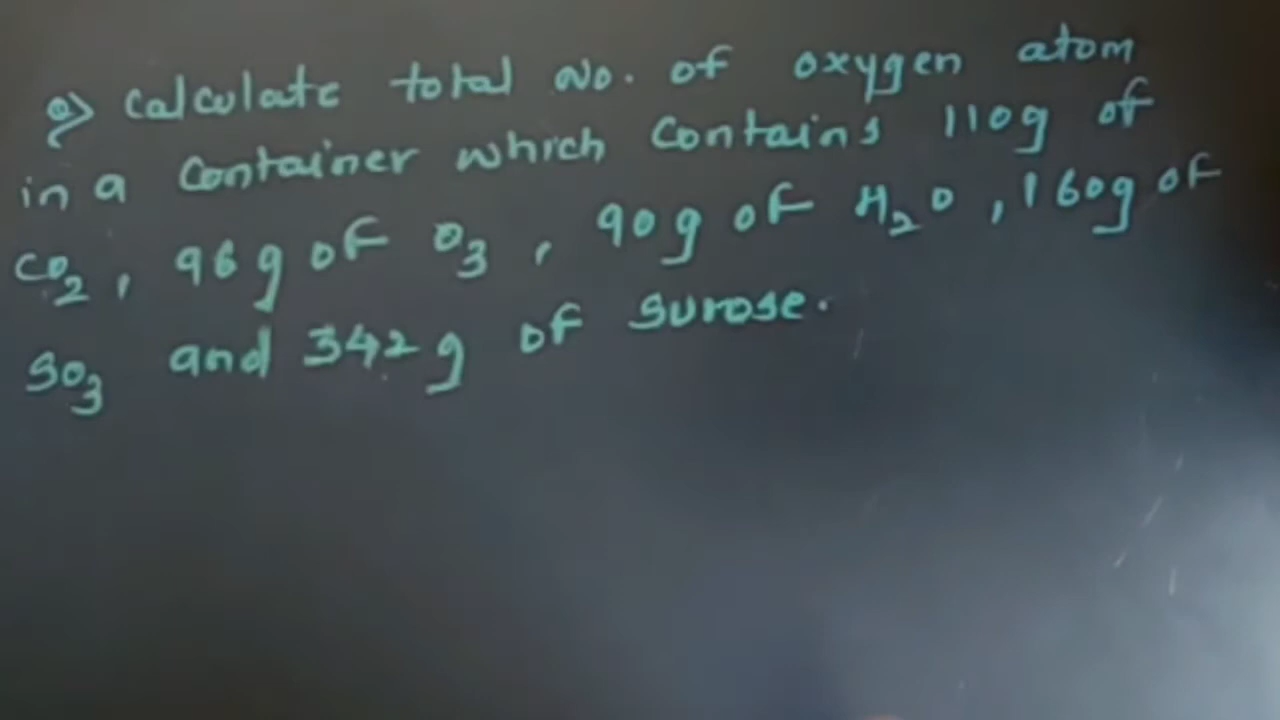 Q) Calculate total No. of oxygen atom
in a Container which Contains 110g of
CO2, 96g of O3, 90g of H2O, 160g of
SO3 and 342g of surose.